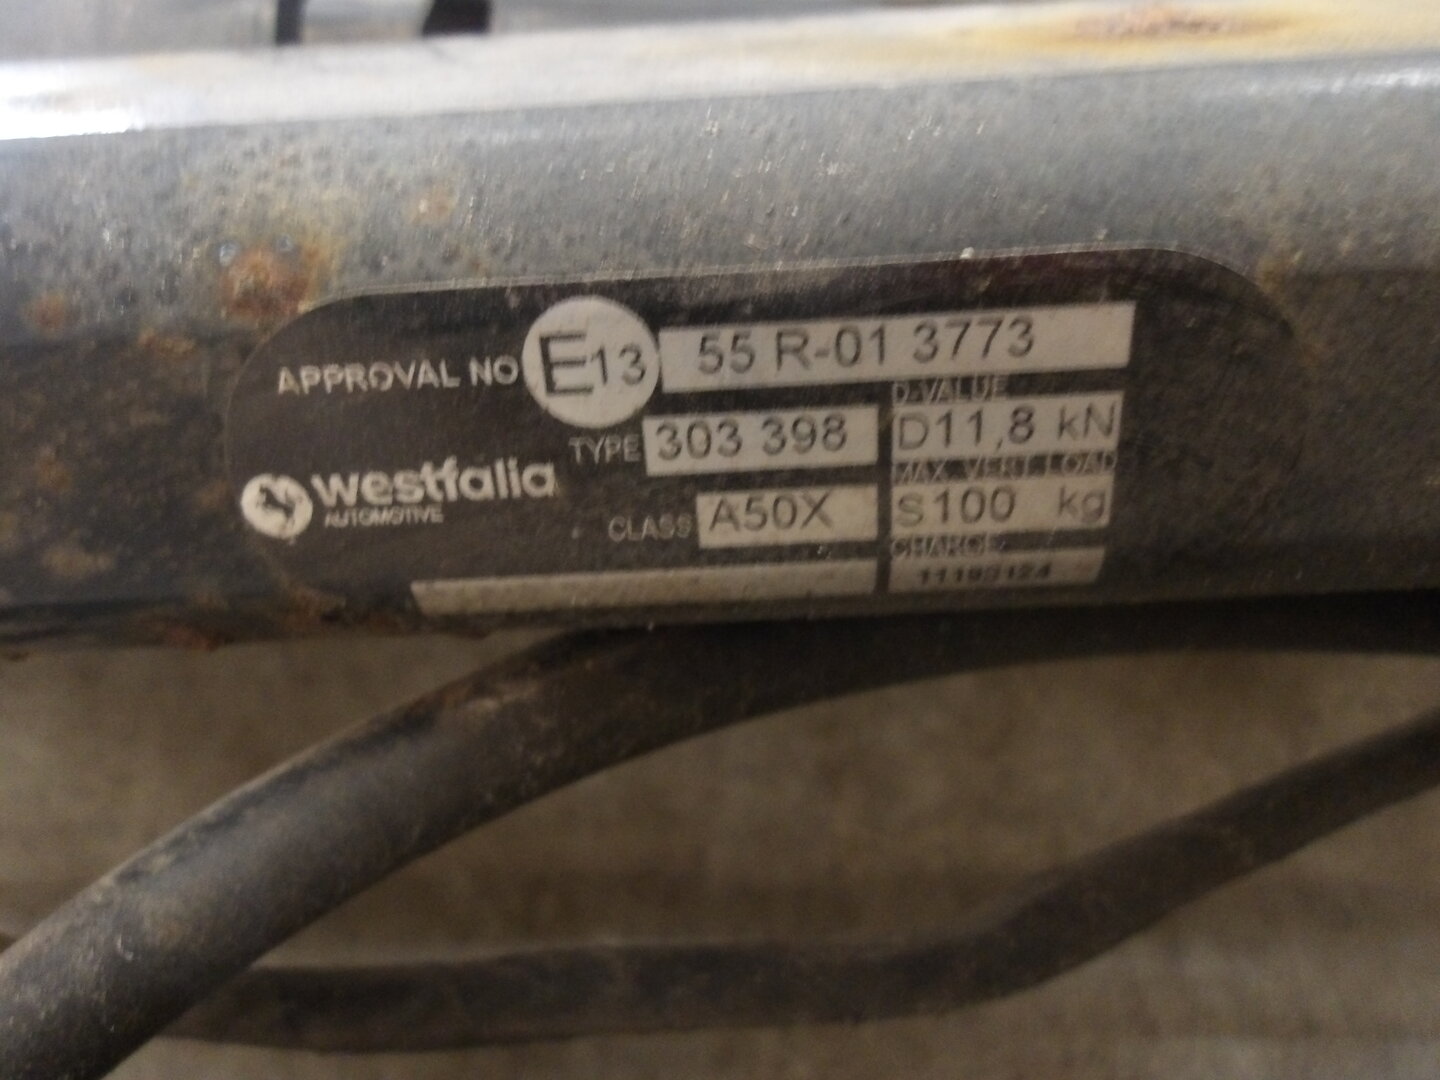 APPROVAL NO E13 55 R-01 3773
D-VALUE
TYPE 303 398 D11,8 kN
MAX. VERT. LOAD
westfalia
AUTOMOTIVE
CLASS A50X S100 kg
CHARGE